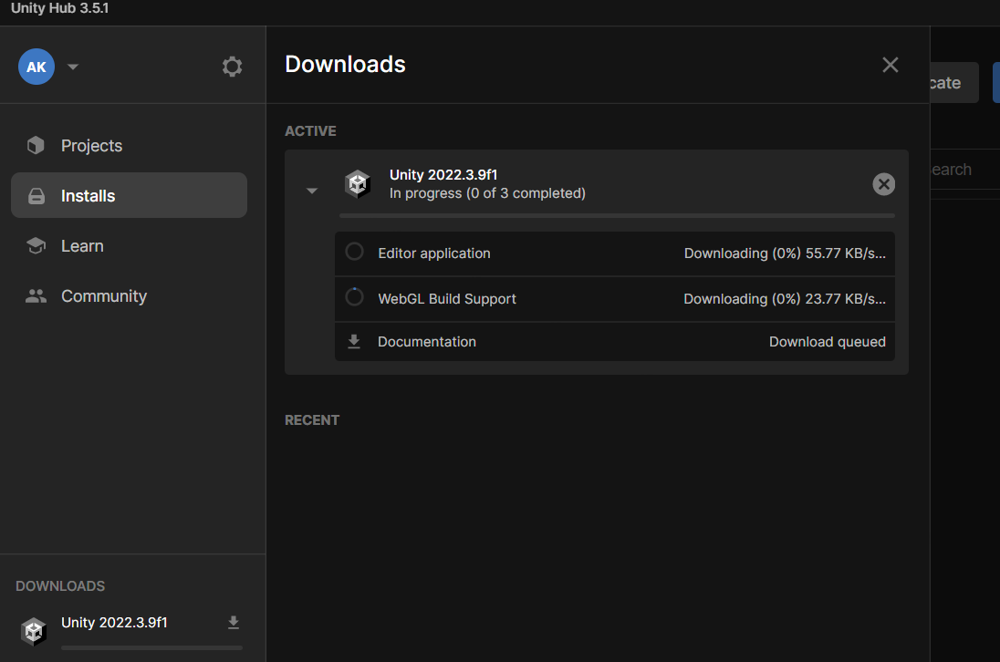 Unity Hub 3.5.1
AK
Projects
Installs
Learn
Community
DOWNLOADS
Unity 2022.3.9f1
Downloads
ACTIVE
Unity 2022.3.9f1
In progress (0 of 3 completed)
Editor application Downloading (0%) 55.77 KB/s...
WebGL Build Support Downloading (0%) 23.77 KB/s...
Documentation Download queued
RECENT
cate
earch